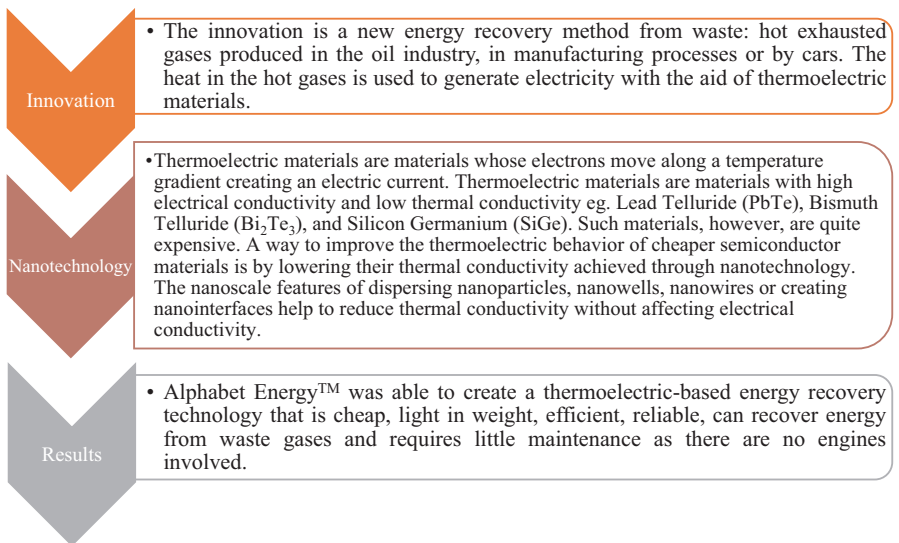 Innovation
• The innovation is a new energy recovery method from waste: hot exhausted
gases produced in the oil industry, in manufacturing processes or by cars. The
heat in the hot gases is used to generate electricity with the aid of thermoelectric
materials.
Nanotechnology
•Thermoelectric materials are materials whose electrons move along a temperature
gradient creating an electric current. Thermoelectric materials are materials with high
electrical conductivity and low thermal conductivity eg. Lead Telluride (PbTe), Bismuth
Telluride (Bi₂Te₃), and Silicon Germanium (SiGe). Such materials, however, are quite
expensive. A way to improve the thermoelectric behavior of cheaper semiconductor
materials is by lowering their thermal conductivity achieved through nanotechnology.
The nanoscale features of dispersing nanoparticles, nanowells, nanowires or creating
nanointerfaces help to reduce thermal conductivity without affecting electrical
conductivity.
Results
• Alphabet Energy™ was able to create a thermoelectric-based energy recovery
technology that is cheap, light in weight, efficient, reliable, can recover energy
from waste gases and requires little maintenance as there are no engines
involved.